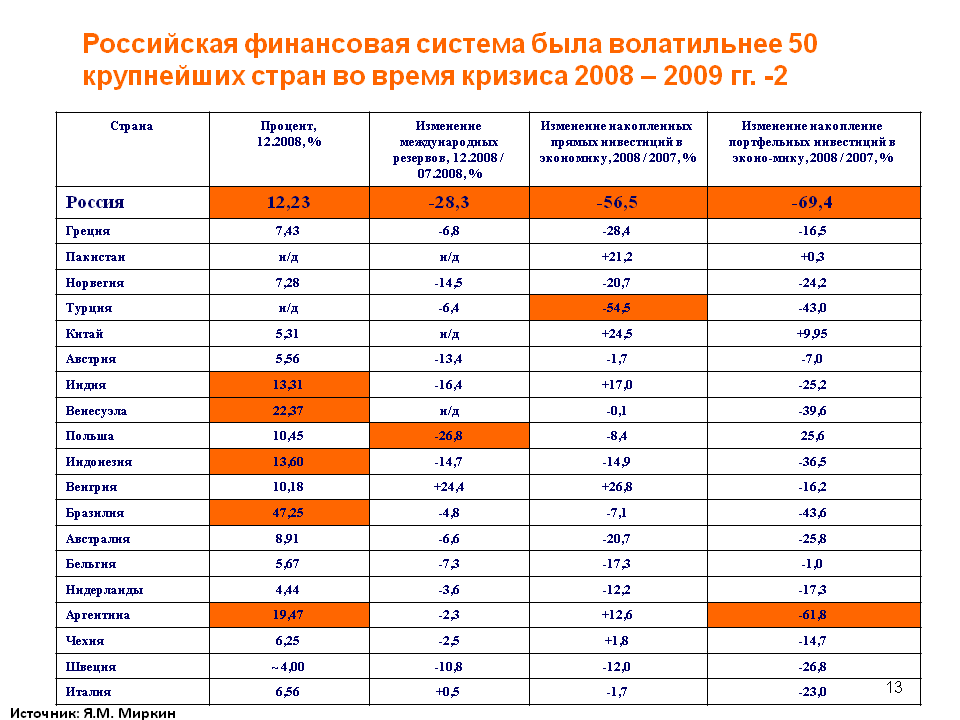 Российская финансовая система была волатильнее 50
крупнейших стран во время кризиса 2008 – 2009 гг. -2
Страна
Процент,
12.2008, %
Изменение
международных
резервов, 12.2008 /
07.2008, %
Изменение накопленных
прямых инвестиций в
экономику, 2008 / 2007, %
Изменение накопление
портфельных инвестиций в
эконо-мику, 2008 / 2007, %
Россия 12,23 -28,3 -56,5 -69,4
Греция 7,43 -6,8 -28,4 -16,5
Пакистан н/д н/д +21,2 +0,3
Норвегия 7,28 -14,5 -20,7 -24,2
Турция н/д -6,4 -54,5 -43,0
Китай 5,31 н/д +24,5 +9,95
Австрия 5,56 -13,4 -1,7 -7,0
Индия 13,31 -16,4 +17,0 -25,2
Венесуэла 22,37 н/д -0,1 -39,6
Польша 10,45 -26,8 -8,4 25,6
Индонезия 13,60 -14,7 -14,9 -36,5
Венгрия 10,18 +24,4 +26,8 -16,2
Бразилия 47,25 -4,8 -7,1 -43,6
Австралия 8,91 -6,6 -20,7 -25,8
Бельгия 5,67 -7,3 -17,3 -1,0
Нидерланды 4,44 -3,6 -12,2 -17,3
Аргентина 19,47 -2,3 +12,6 -61,8
Чехия 6,25 -2,5 +1,8 -14,7
Швеция ~ 4,00 -10,8 -12,0 -26,8
Италия 6,56 +0,5 -1,7 -23,0
13
Источник: Я.М. Миркин